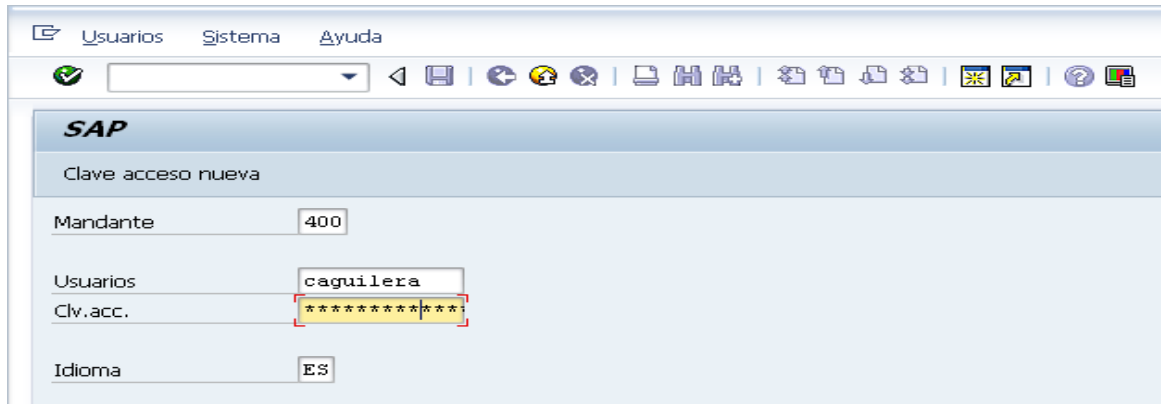 Usuarios Sistema Ayuda
SAP
Clave acceso nueva
Mandante 400
Usuarios caguilera
Clv.acc. **************
Idioma ES